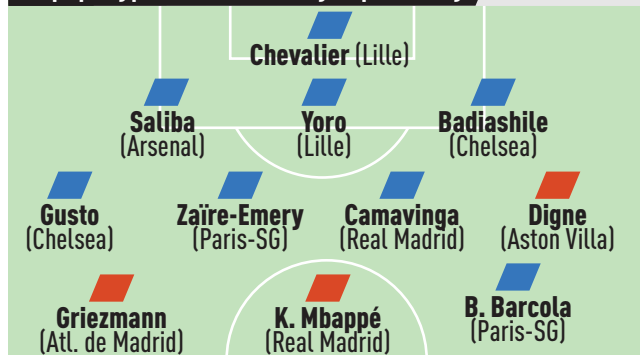 Chevalier (Lille)
Saliba
(Arsenal)
Yoro
(Lille)
Badiashile
(Chelsea)
Gusto
(Chelsea)
Zaïre-Emery
(Paris-SG)
Camavinga
(Real Madrid)
Digne
(Aston Villa)
Griezmann
(Atl. de Madrid)
K. Mbappé
(Real Madrid)
B. Barcola
(Paris-SG)